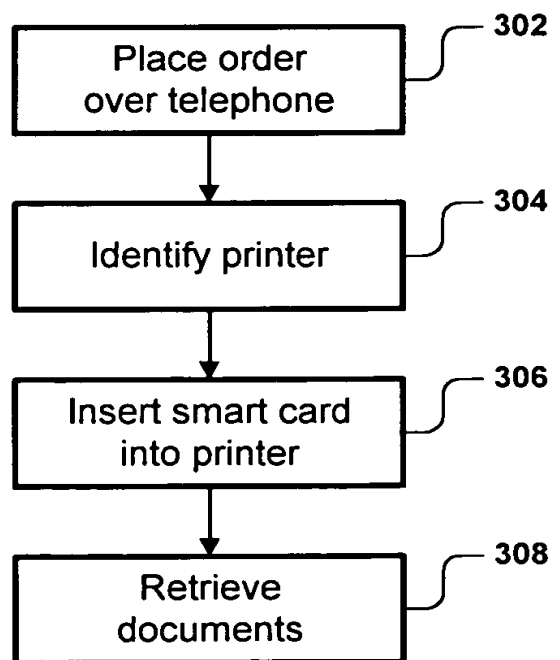 302
Place order
over telephone
304
Identify printer
306
Insert smart card
into printer
308
Retrieve
documents